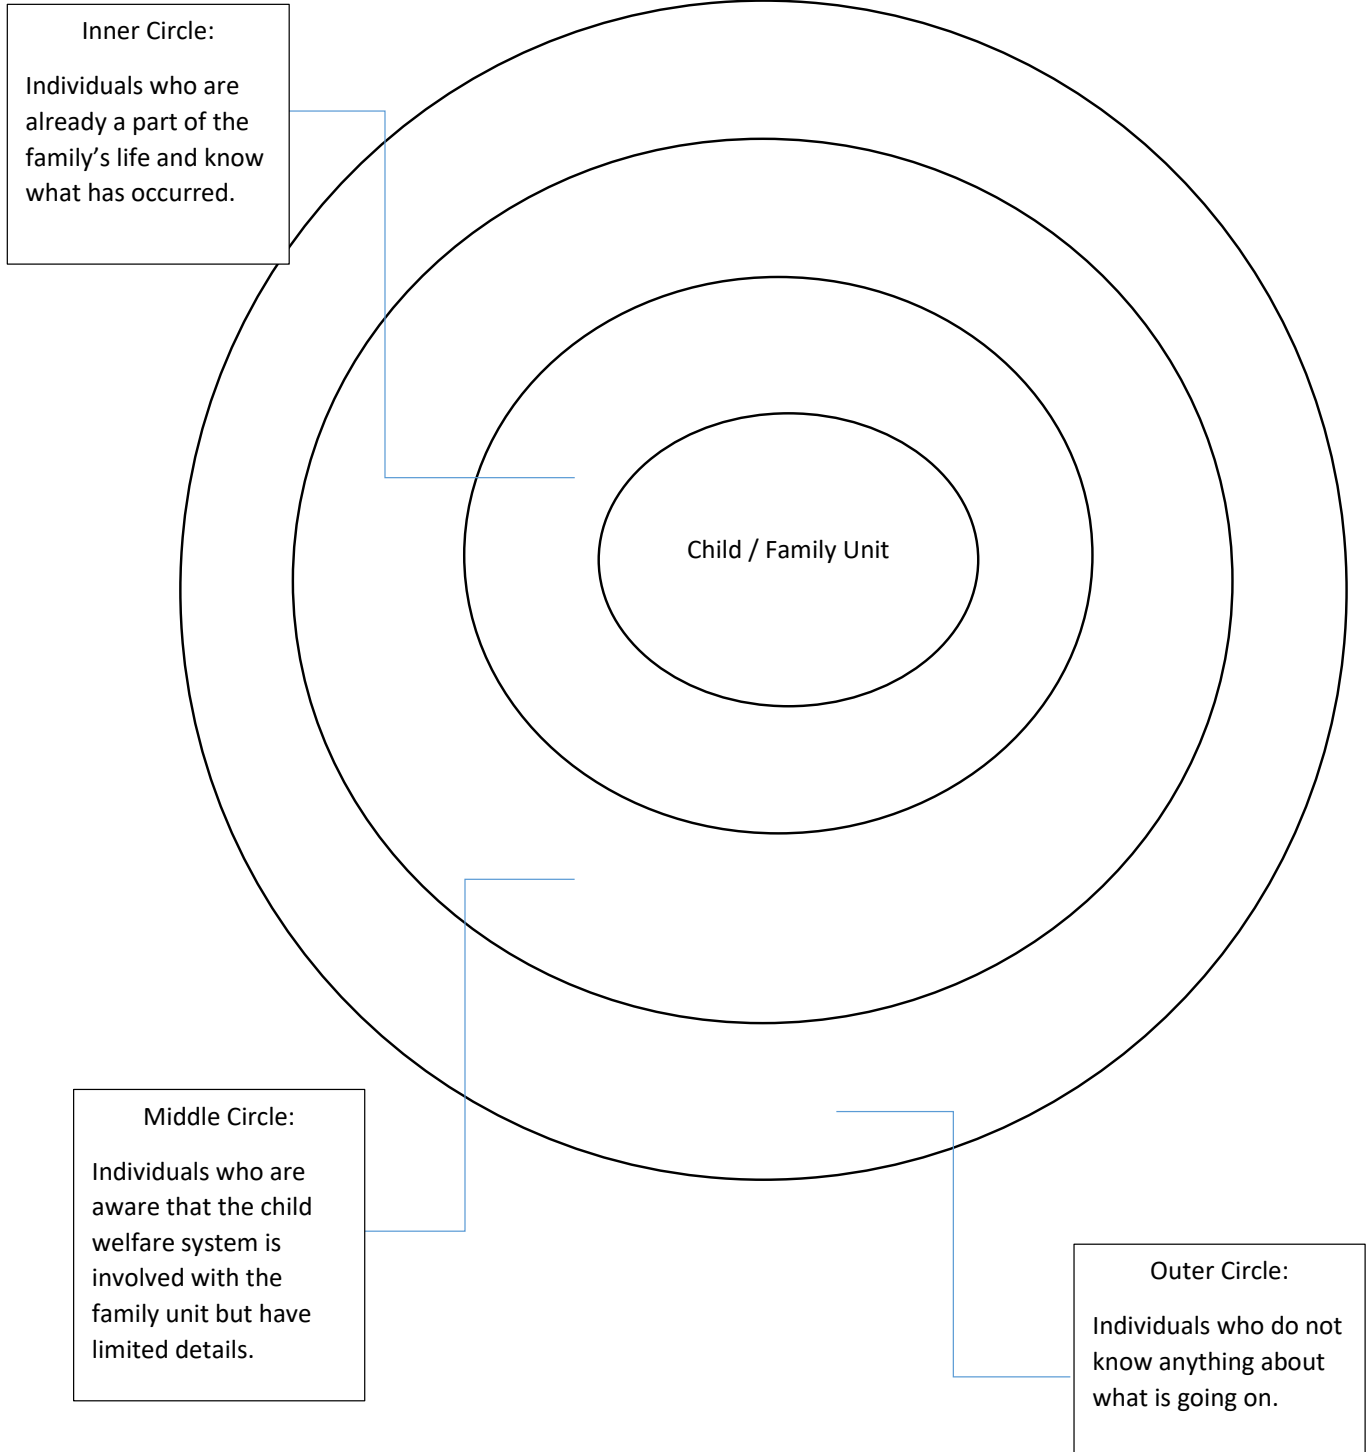 Inner Circle:
Individuals who are
already a part of the
family’s life and know
what has occurred.
Child / Family Unit
Middle Circle:
Individuals who are
aware that the child
welfare system is
involved with the
family unit but have
limited details.
Outer Circle:
Individuals who do not
know anything about
what is going on.